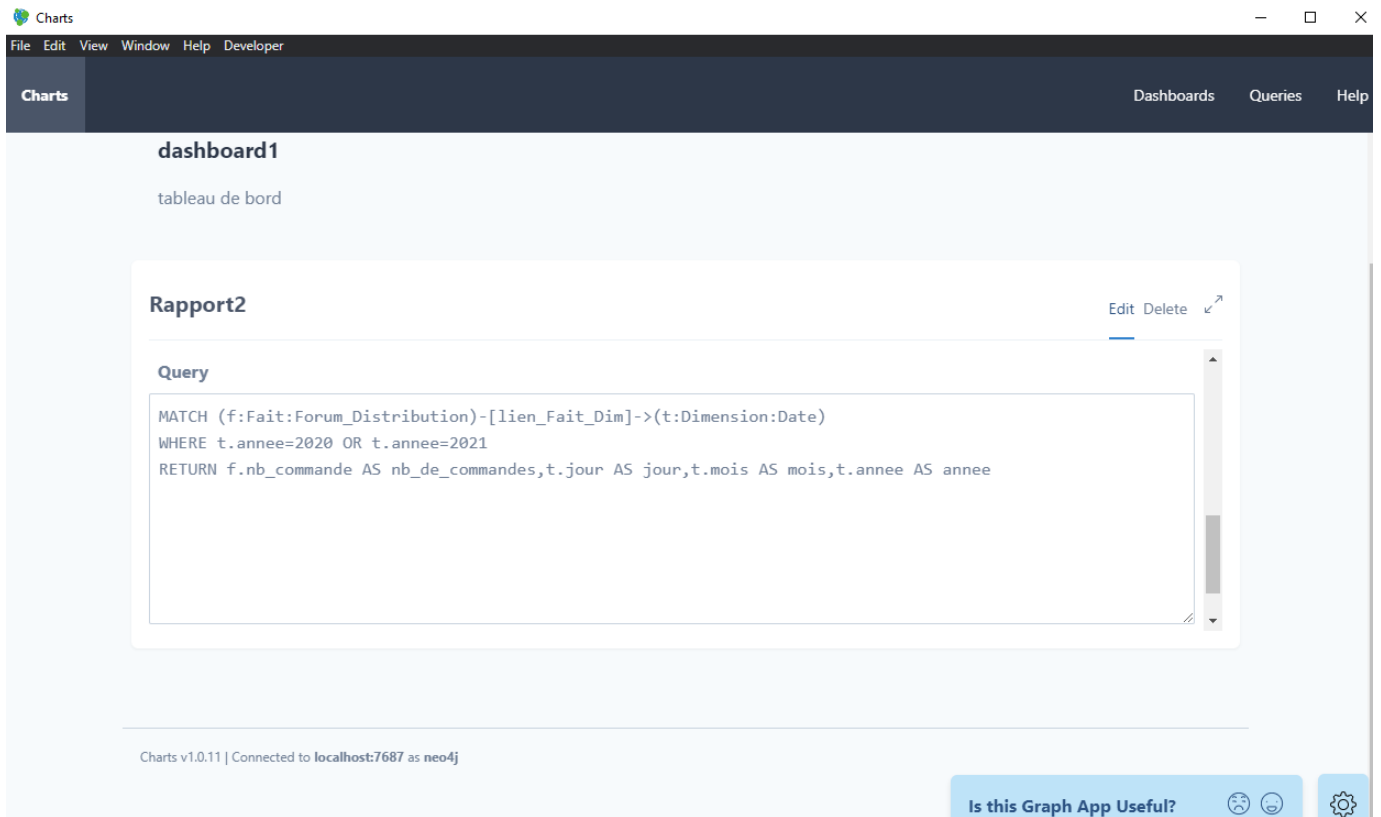 Charts
File Edit View Window Help Developer
Charts Dashboards Queries Help
dashboard1
tableau de bord
Rapport2
Edit Delete
Query
MATCH (f:Fait:Forum_Distribution)-[lien_Fait_Dim]->(t:Dimension:Date)
WHERE t.annee=2020 OR t.annee=2021
RETURN f.nb_commande AS nb_de_commandes,t.jour AS jour,t.mois AS mois,t.annee AS annee
Charts v1.0.11 | Connected to localhost:7687 as neo4j
Is this Graph App Useful?